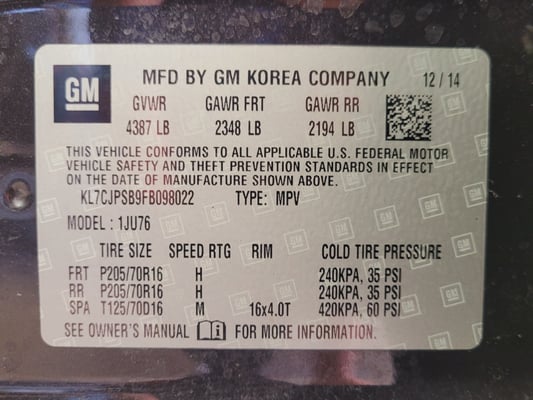 GM MFD BY GM KOREA COMPANY 12 / 14
GVWR GAWR FRT GAWR RR
4387 LB 2348 LB 2194 LB
THIS VEHICLE CONFORMS TO ALL APPLICABLE U.S. FEDERAL MOTOR
VEHICLE SAFETY AND THEFT PREVENTION STANDARDS IN EFFECT
ON THE DATE OF MANUFACTURE SHOWN ABOVE.
KL7CJPSB9FB098022 TYPE: MPV
MODEL : 1JU76
TIRE SIZE SPEED RTG RIM COLD TIRE PRESSURE
FRT P205/70R16 H 240KPA, 35 PSI
RR P205/70R16 H 240KPA, 35 PSI
SPA T125/70D16 M 16x4.0T 420KPA, 60 PSI
SEE OWNER'S MANUAL FOR MORE INFORMATION.